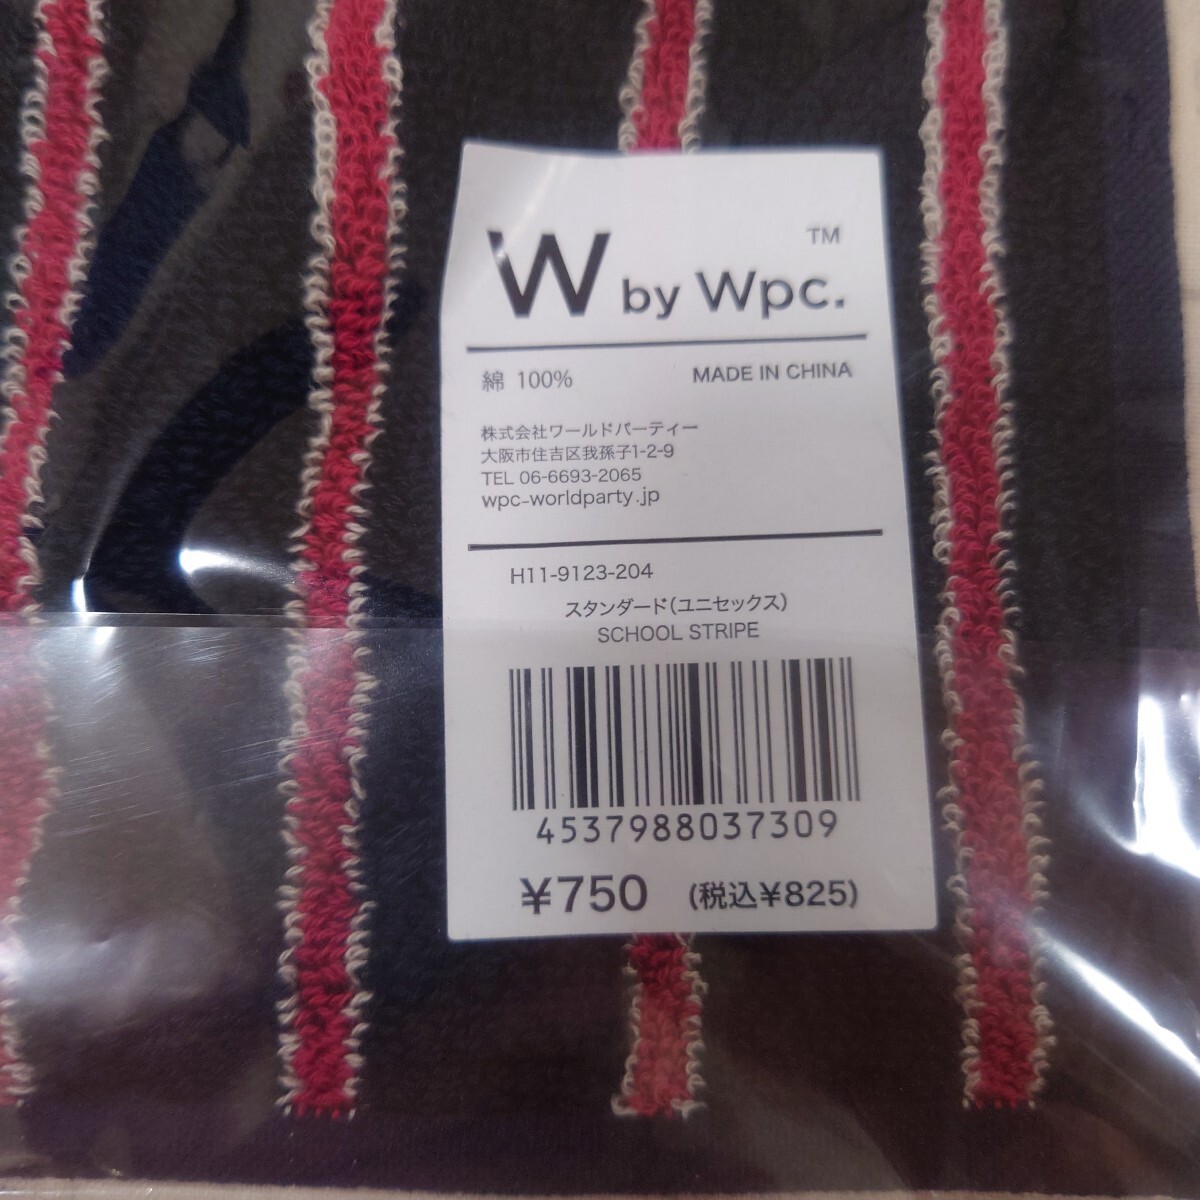 W by Wpc. ™
綿 100% MADE IN CHINA
株式会社ワールドパーティー
大阪市住吉区我孫子1-2-9
TEL 06-6693-2065
wpc-worldparty.jp
H11-9123-204
スタンダード(ユニセックス)
SCHOOL STRIPE
4537988037309
¥750 (税込¥825)